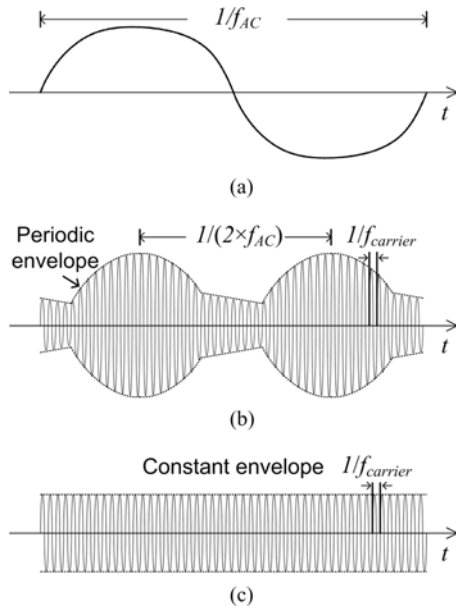 1/f_AC
t
(a)
Periodic
envelope
1/(2×f_AC)
1/f_carrier
t
(b)
Constant envelope
1/f_carrier
t
(c)